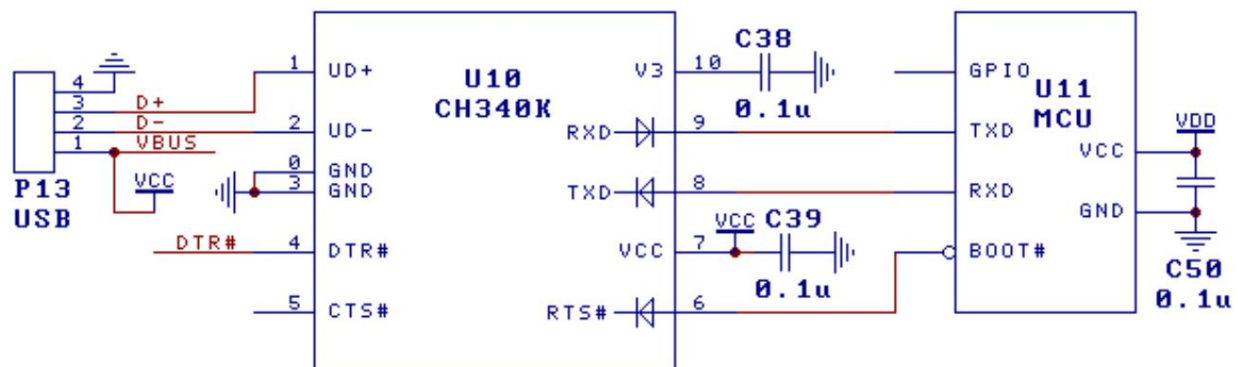 C38
4
3 D+
2 D-
1 VBUS
P13
USB
VCC
DTR#
1 UD+
2 UD-
0 GND
3 GND
4 DTR#
5 CTS#
U10
CH340K
V3 10
0.1u
RXD 9
TXD 8
VCC 7
VCC C39
0.1u
RTS# 6
GPIO
U11
MCU
TXD
RXD
BOOT#
VCC
GND
VDD
C50
0.1u